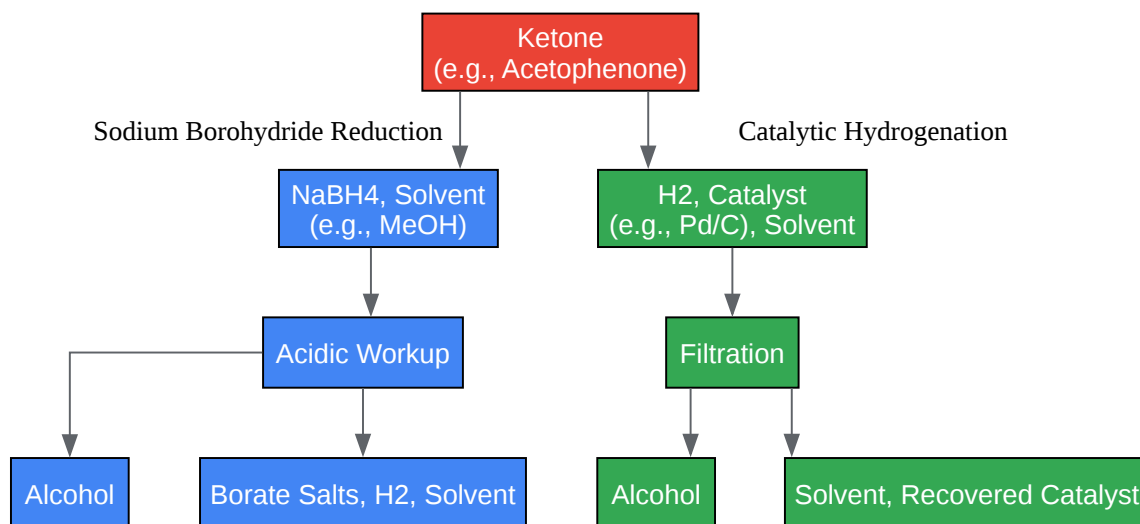 Ketone
(e.g., Acetophenone)
Sodium Borohydride Reduction
Catalytic Hydrogenation
NaBH4, Solvent
(e.g., MeOH)
H2, Catalyst
(e.g., Pd/C), Solvent
Acidic Workup
Filtration
Alcohol
Borate Salts, H2, Solvent
Alcohol
Solvent, Recovered Catalyst